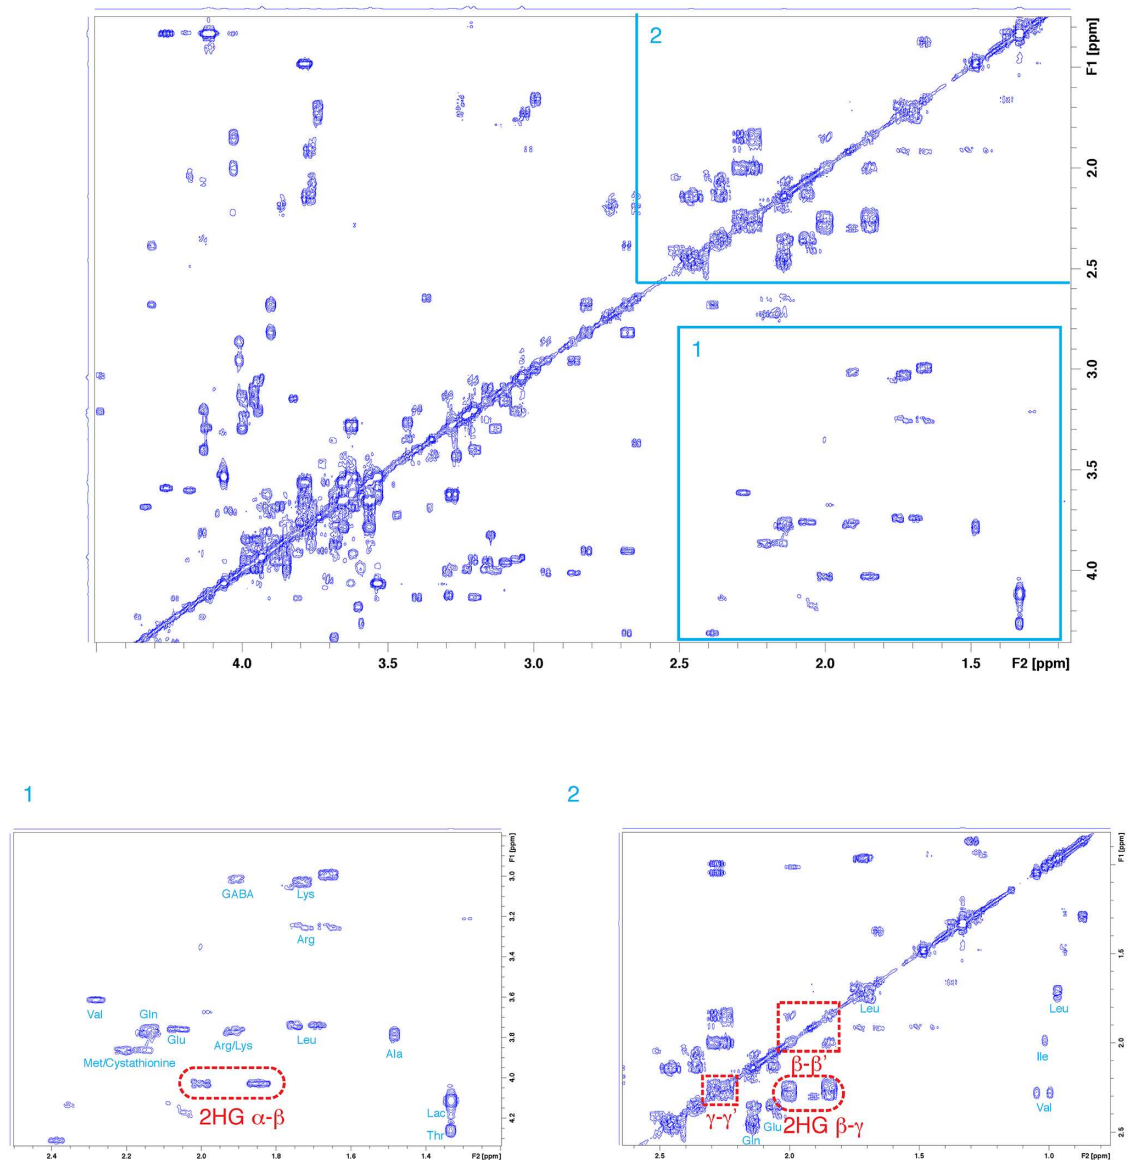 2
F1 [ppm]
2.0
2.5
1
3.0
3.5
4.0
4.0
3.5
3.0
2.5
2.0
1.5
F2 [ppm]
1
2
F1 [ppm]
3.0
GABA
Lys
3.2
Arg
3.4
3.6
Val
Gln
Glu
Arg/Lys
Leu
Ala
3.8
Met/Cystathionine
4.0
2HG α-β
Lac
4.2
Thr
2.4
2.2
2.0
1.8
1.6
1.4
F2 [ppm]
F1 [ppm]
1.5
Leu
Leu
Ile
2.0
β-β'
Val
γ-γ'
Glu
Gln
2HG β-γ
2.5
2.5
2.0
1.5
1.0
F2 [ppm]